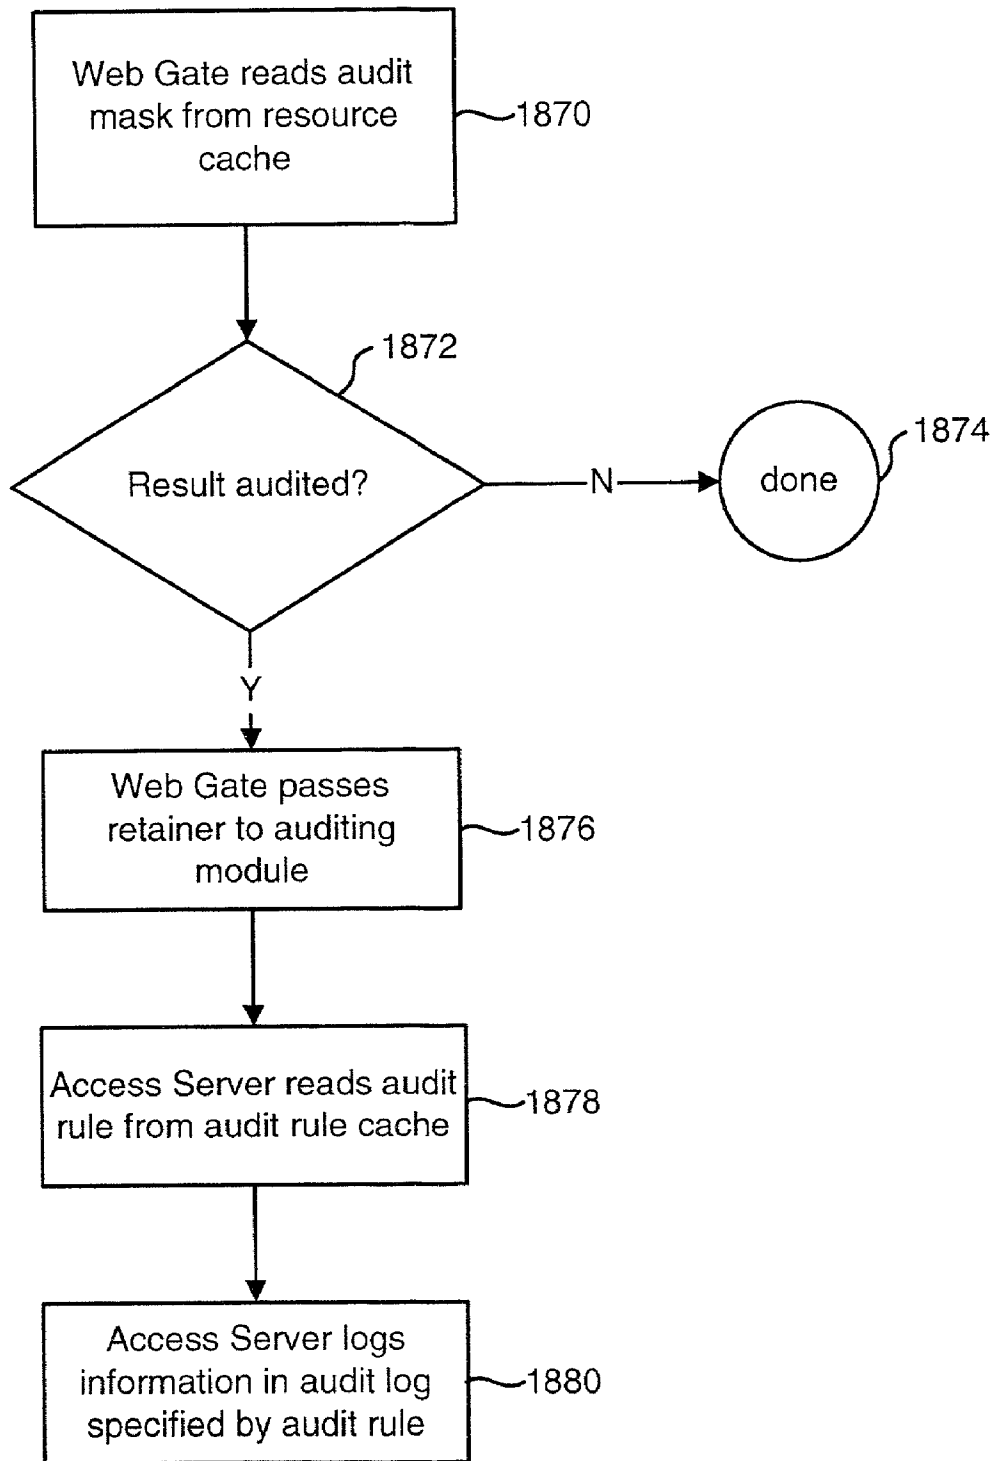 Web Gate reads audit
mask from resource
cache
1870
1872
Result audited?
N
done
1874
Y
Web Gate passes
retainer to auditing
module
1876
Access Server reads audit
rule from audit rule cache
1878
Access Server logs
information in audit log
specified by audit rule
1880